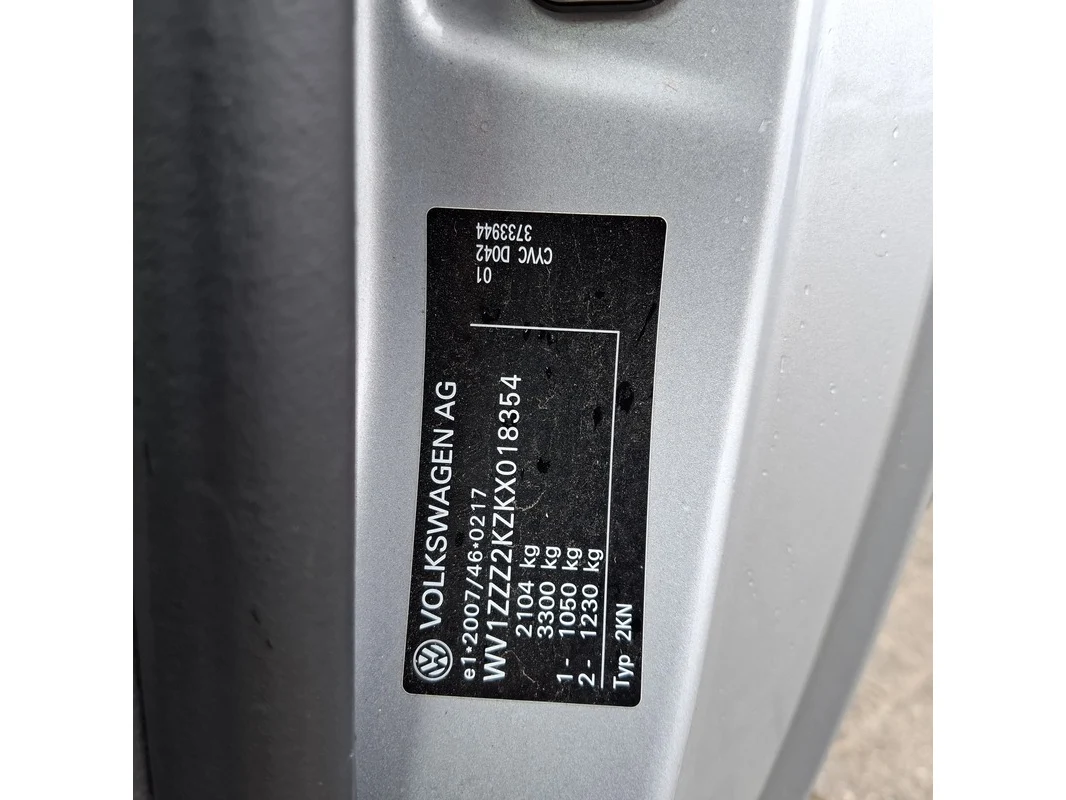 VOLKSWAGEN AG
e1*2007/46*0217
WV1ZZZ2KZKX018354
2104 kg
3300 kg
1- 1050 kg
2- 1230 kg
Typ 2KN
3733944
CYVC D042
01